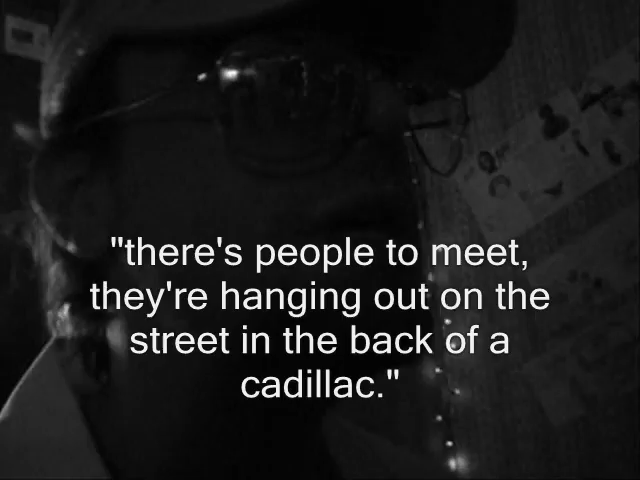 "there's people to meet,
they're hanging out on the
street in the back of a
cadillac."